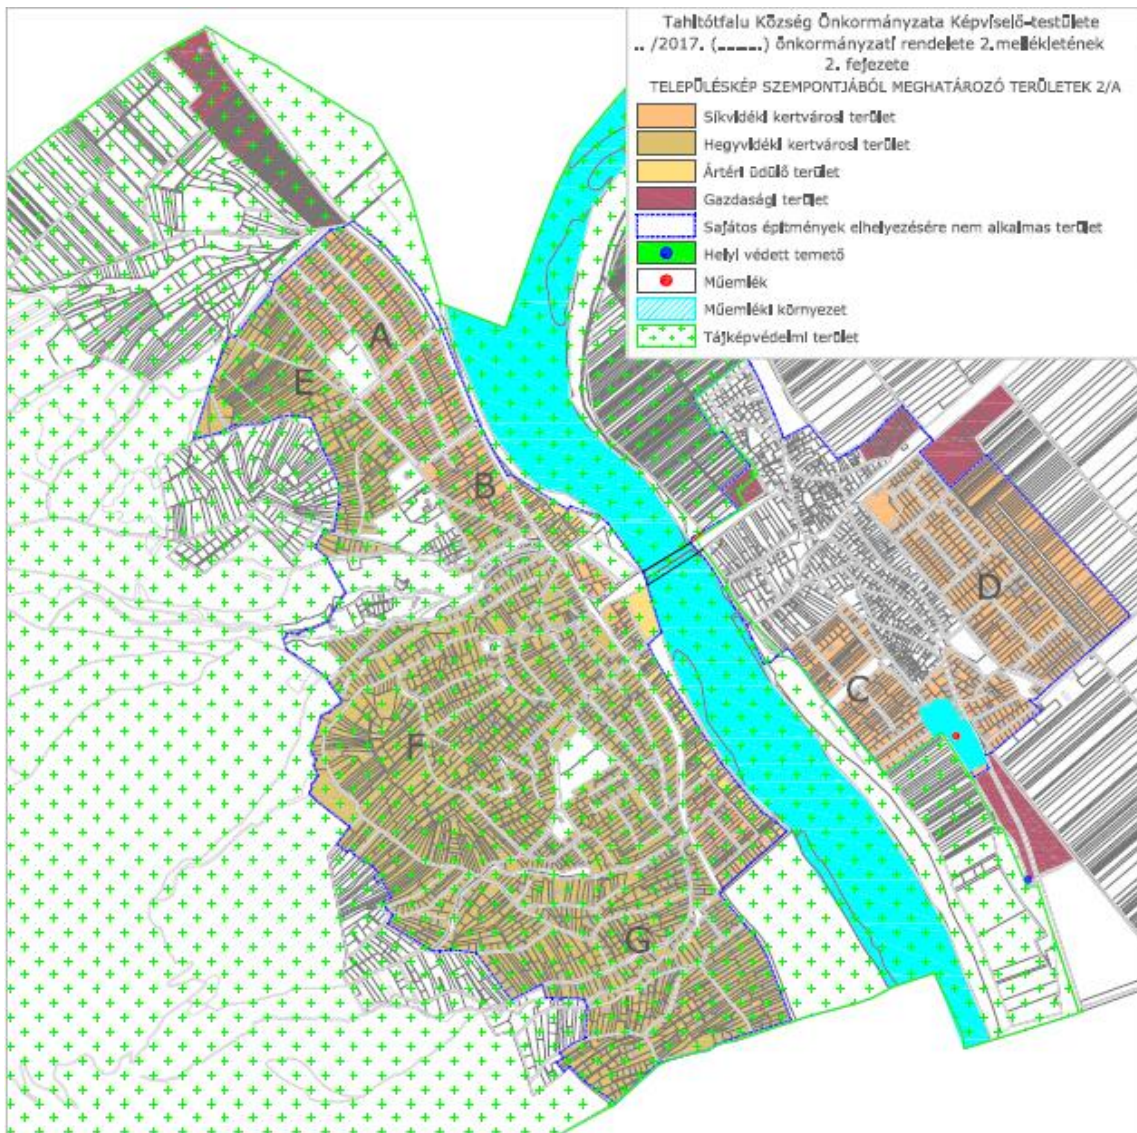 Tahitótfalu Község Önkormányzata Képviselő-testülete
.. /2017. (......) önkormányzati rendelete 2.mellékletének
2. fejezete
TELEPÜLÉSKÉP SZEMPONTJÁBÓL MEGHATÁROZÓ TERÜLETEK 2/A
Síkvidéki kertvárosi terület
Hegyvidéki kertvárosi terület
Ártéri üdülő terület
Gazdasági terület
Sajátos építmények elhelyezésére nem alkalmas terület
Helyi védett temető
Műemlék
Műemléki környezet
Tájképvédelmi terület
A
E
B
D
C
F
G